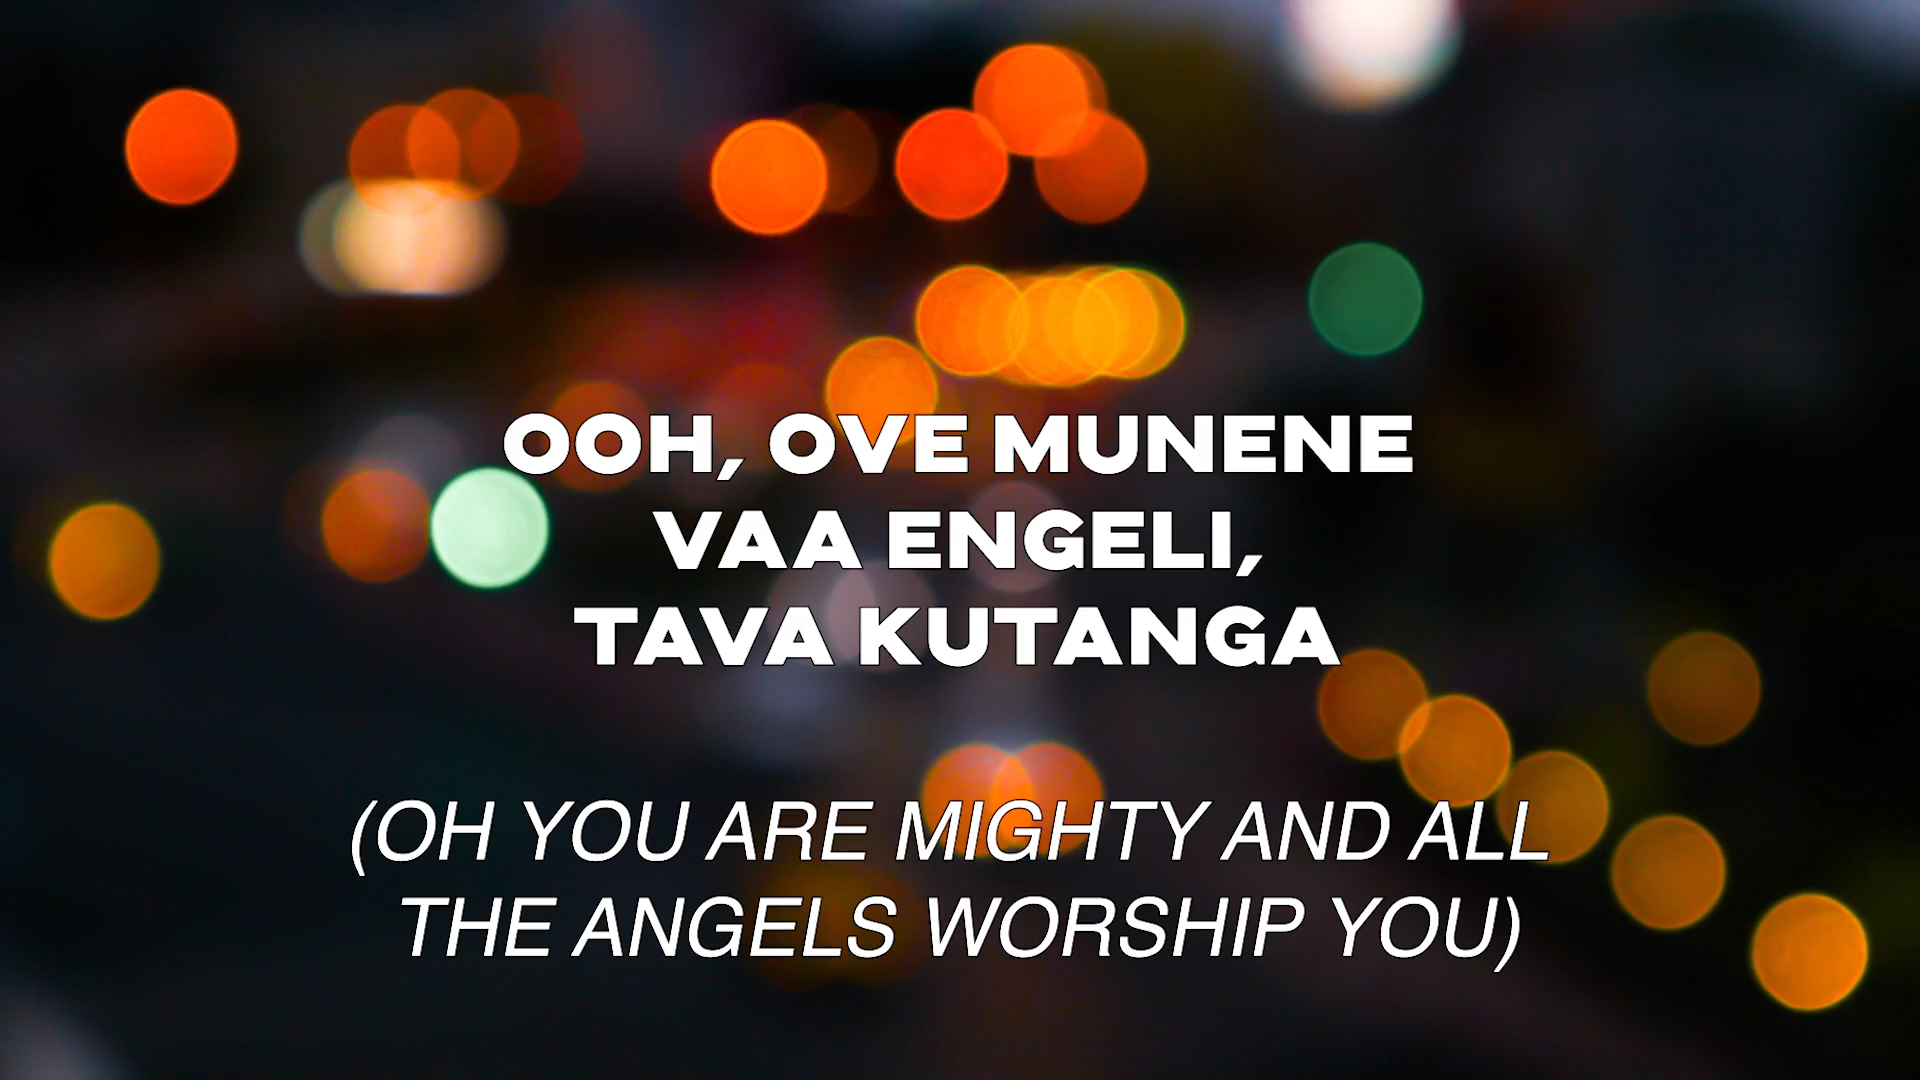 OOH, OVE MUNENE
VAA ENGELI,
TAVA KUTANGA
(OH YOU ARE MIGHTY AND ALL
THE ANGELS WORSHIP YOU)